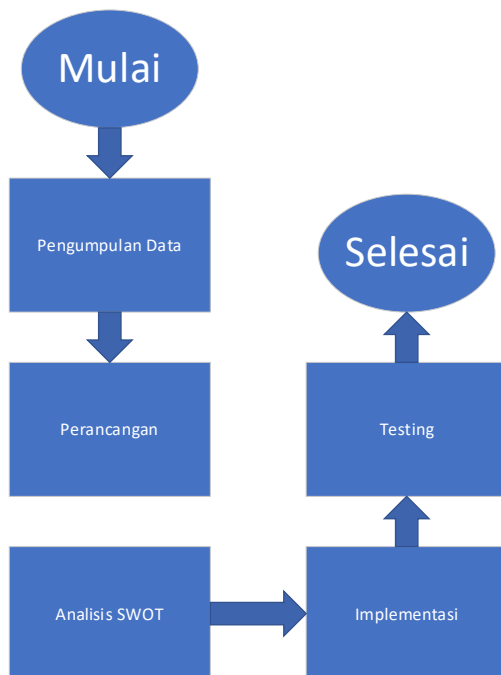 Mulai
Pengumpulan Data
Perancangan
Analisis SWOT
Implementasi
Testing
Selesai